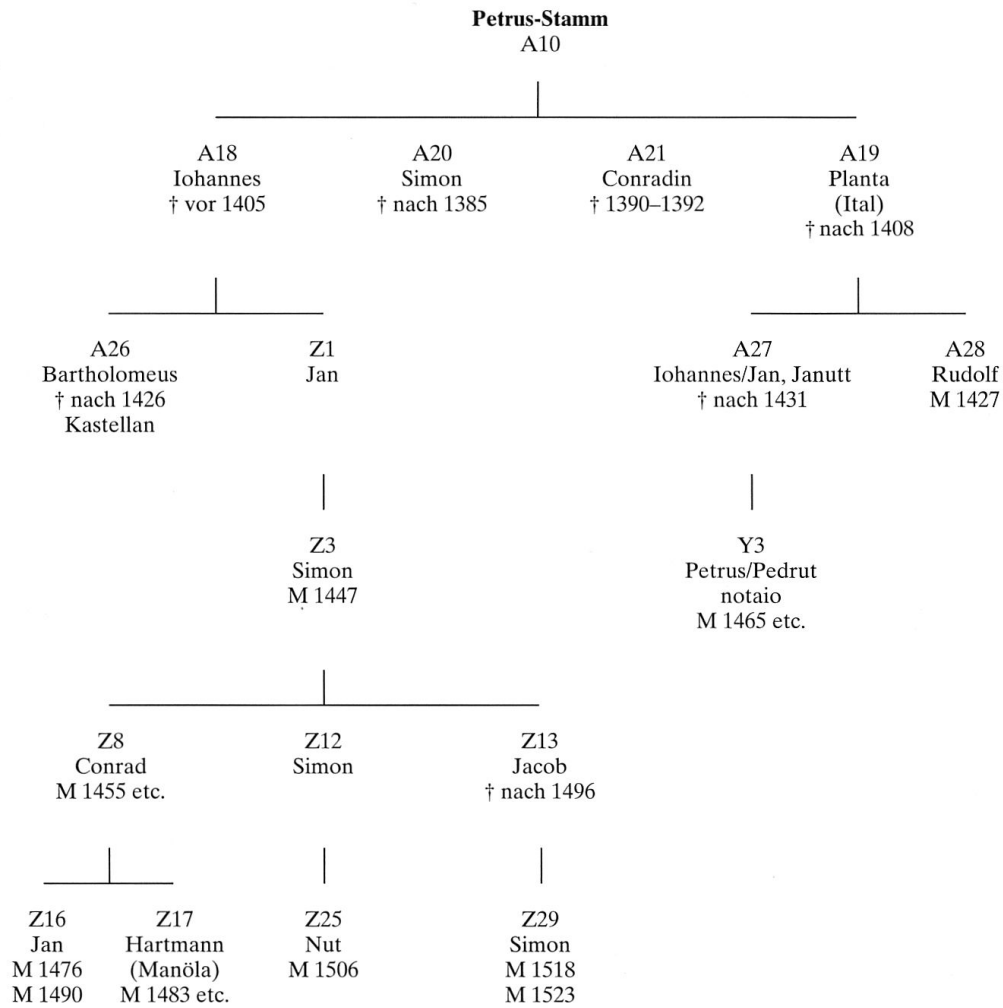 Petrus-Stamm
A10
A18
Iohannes
† vor 1405
A20
Simon
† nach 1385
A21
Conradin
† 1390–1392
A19
Planta
(Ital)
† nach 1408
A26
Bartholomeus
† nach 1426
Kastellan
Z1
Jan
A27
Iohannes/Jan, Janutt
† nach 1431
A28
Rudolf
M 1427
Z3
Simon
M 1447
Y3
Petrus/Pedrut
notaio
M 1465 etc.
Z8
Conrad
M 1455 etc.
Z12
Simon
Z13
Jacob
† nach 1496
Z16
Jan
M 1476
M 1490
Z17
Hartmann
(Manöla)
M 1483 etc.
Z25
Nut
M 1506
Z29
Simon
M 1518
M 1523